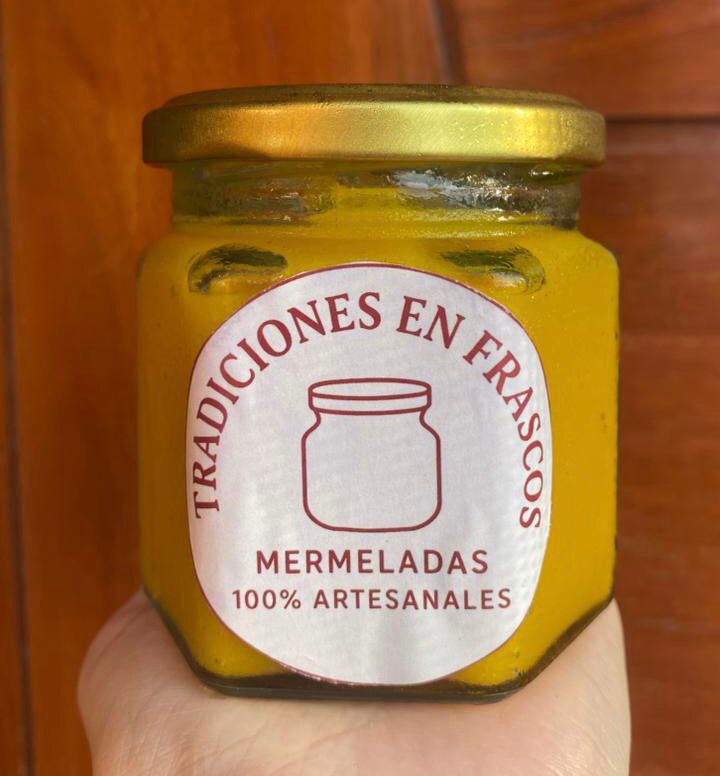 TRADICIONES EN FRASCOS
MERMELADAS
100% ARTESANALES